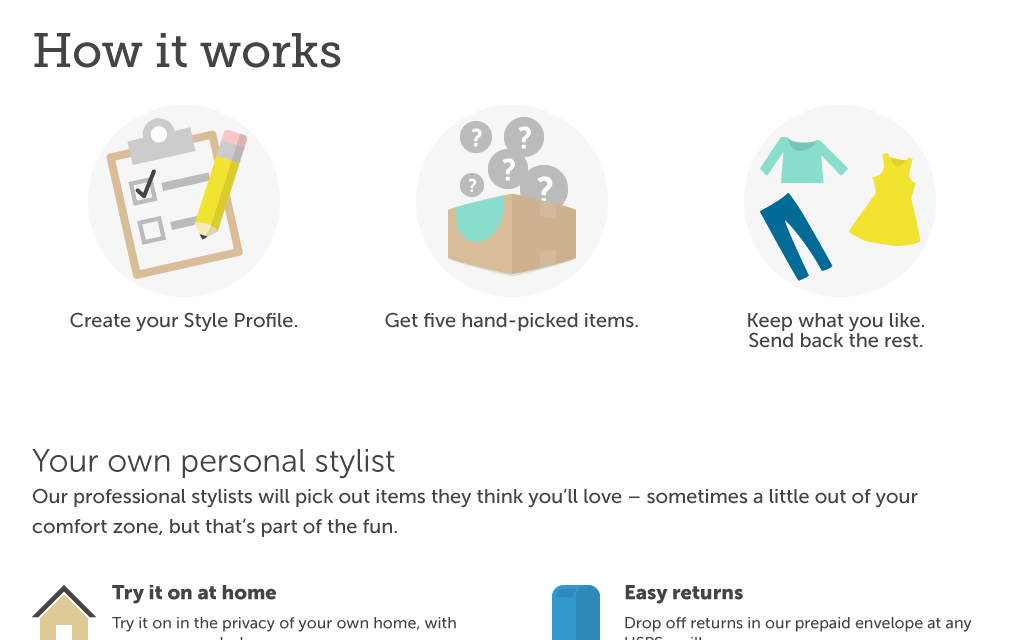 How it works
?
?
?
?
?
Create your Style Profile.
Get five hand-picked items.
Keep what you like.
Send back the rest.
Your own personal stylist
Our professional stylists will pick out items they think you’ll love – sometimes a little out of your
comfort zone, but that’s part of the fun.
Try it on at home
Try it on in the privacy of your own home, with
Easy returns
Drop off returns in our prepaid envelope at any